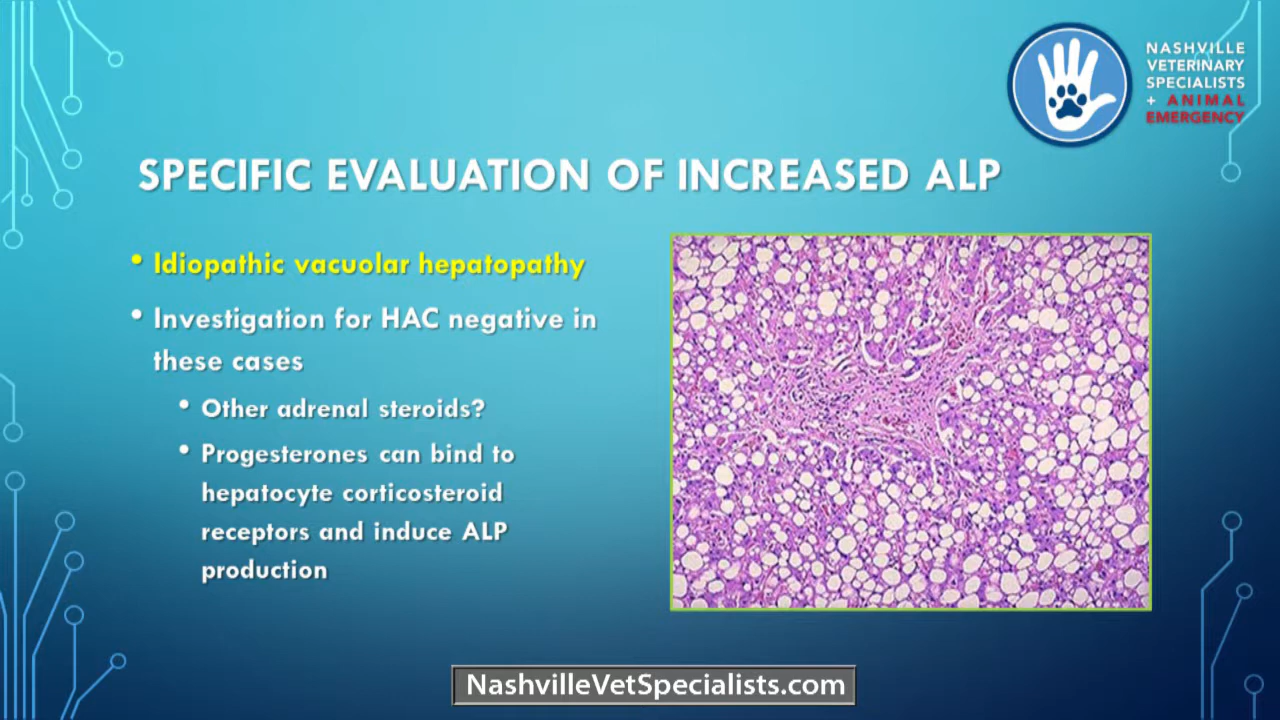 NASHVILLE
VETERINARY
SPECIALISTS
+ ANIMAL
EMERGENCY
SPECIFIC EVALUATION OF INCREASED ALP
• Idiopathic vacuolar hepatopathy
• Investigation for HAC negative in
these cases
• Other adrenal steroids?
• Progesterones can bind to
hepatocyte corticosteroid
receptors and induce ALP
production
NashvilleVetSpecialists.com